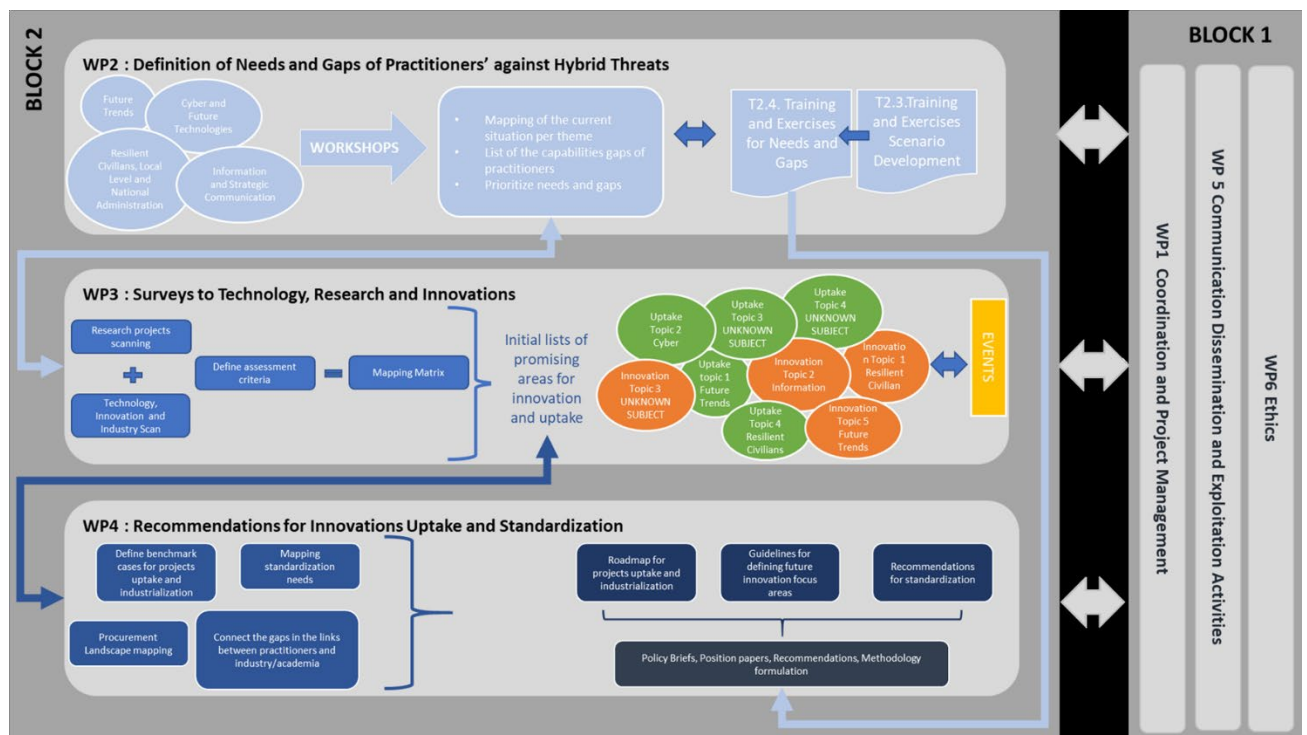 BLOCK 2
WP2 : Definition of Needs and Gaps of Practitioners’ against Hybrid Threats
Future
Trends
Cyber and
Future
Technologies
Resilient
Civilians, Local
Level and
National
Administration
Information
and Strategic
Communication
WORKSHOPS
• Mapping of the current
situation per theme
• List of the capabilities gaps of
practitioners
• Prioritize needs and gaps
T2.4. Training
and Exercises
for Needs and
Gaps
T2.3.Training
and Exercises
Scenario
Development
WP3 : Surveys to Technology, Research and Innovations
Research projects
scanning
Technology,
Innovation and
Industry Scan
Define assessment
criteria
Mapping Matrix
Initial lists of
promising
areas for
innovation
and uptake
Uptake
Topic 2
Cyber
Uptake
Topic 3
UNKNOWN
SUBJECT
Uptake
Topic 4
UNKNOWN
SUBJECT
Innovation
Topic 3
UNKNOWN
SUBJECT
Uptake
topic 1
Future
Trends
Innovation
Topic 2
Information
Innovatio
n Topic 1
Resilient
Civilian
Uptake
Topic 4
Resilient
Civilians
Innovation
Topic 5
Future
Trends
EVENTS
WP4 : Recommendations for Innovations Uptake and Standardization
Define benchmark
cases for projects
uptake and
industrialization
Mapping
standardization
needs
Procurement
Landscape mapping
Connect the gaps in the links
between practitioners and
industry/academia
Roadmap for
projects uptake and
industrialization
Guidelines for
defining future
innovation focus
areas
Recommendations
for standardization
Policy Briefs, Position papers, Recommendations, Methodology
formulation
BLOCK 1
WP1 Coordination and Project Management
WP 5 Communication Dissemination and Exploitation Activities
WP6 Ethics